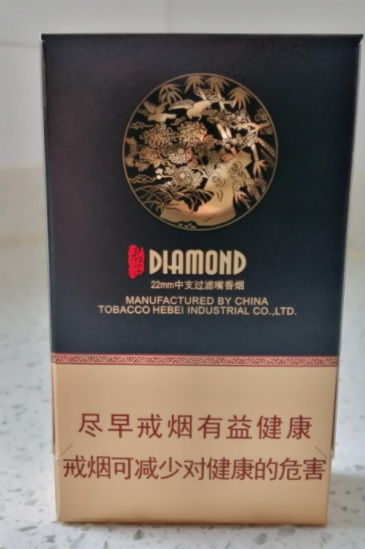 DIAMOND
22mm中支过滤嘴香烟
MANUFACTURED BY CHINA
TOBACCO HEBEI INDUSTRIAL CO.,LTD.
尽早戒烟有益健康
戒烟可减少对健康的危害